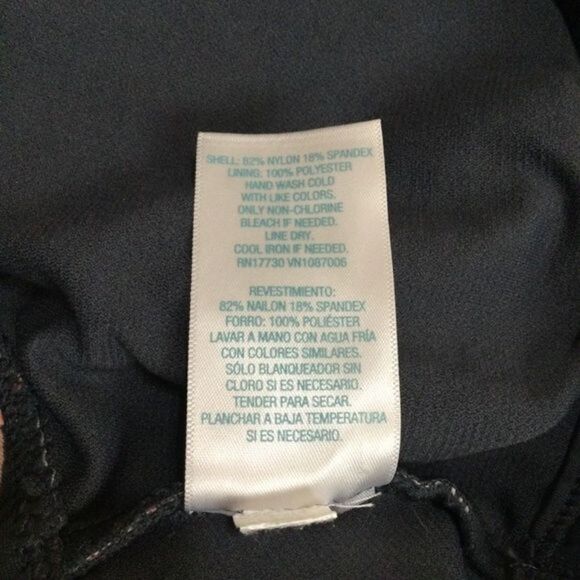 SHELL: 82% NYLON 18% SPANDEX
LINING: 100% POLYESTER
HAND WASH COLD
WITH LIKE COLORS.
ONLY NON-CHLORINE
BLEACH IF NEEDED.
LINE DRY.
COOL IRON IF NEEDED.
RN17730 VN1087006
REVESTIMIENTO:
82% NAILON 18% SPANDEX
FORRO: 100% POLIÉSTER
LAVAR A MANO CON AGUA FRÍA
CON COLORES SIMILARES.
SÓLO BLANQUEADOR SIN
CLORO SI ES NECESARIO.
TENDER PARA SECAR.
PLANCHAR A BAJA TEMPERATURA
SI ES NECESARIO.